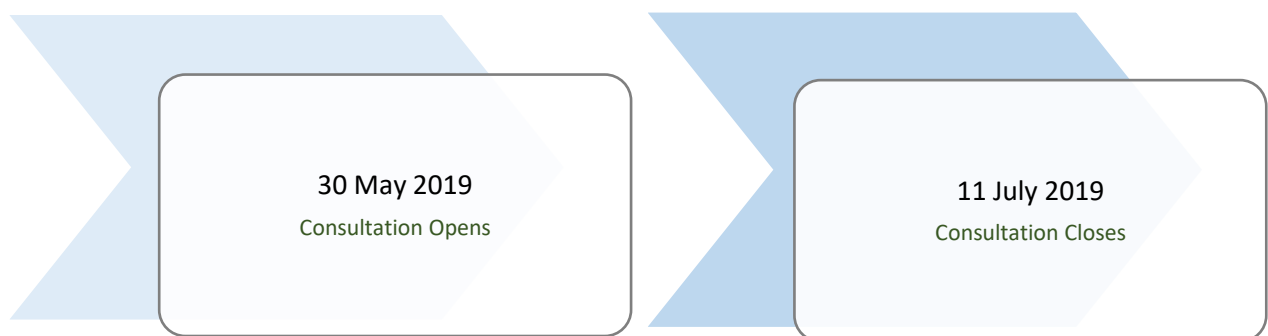 30 May 2019
Consultation Opens
11 July 2019
Consultation Closes